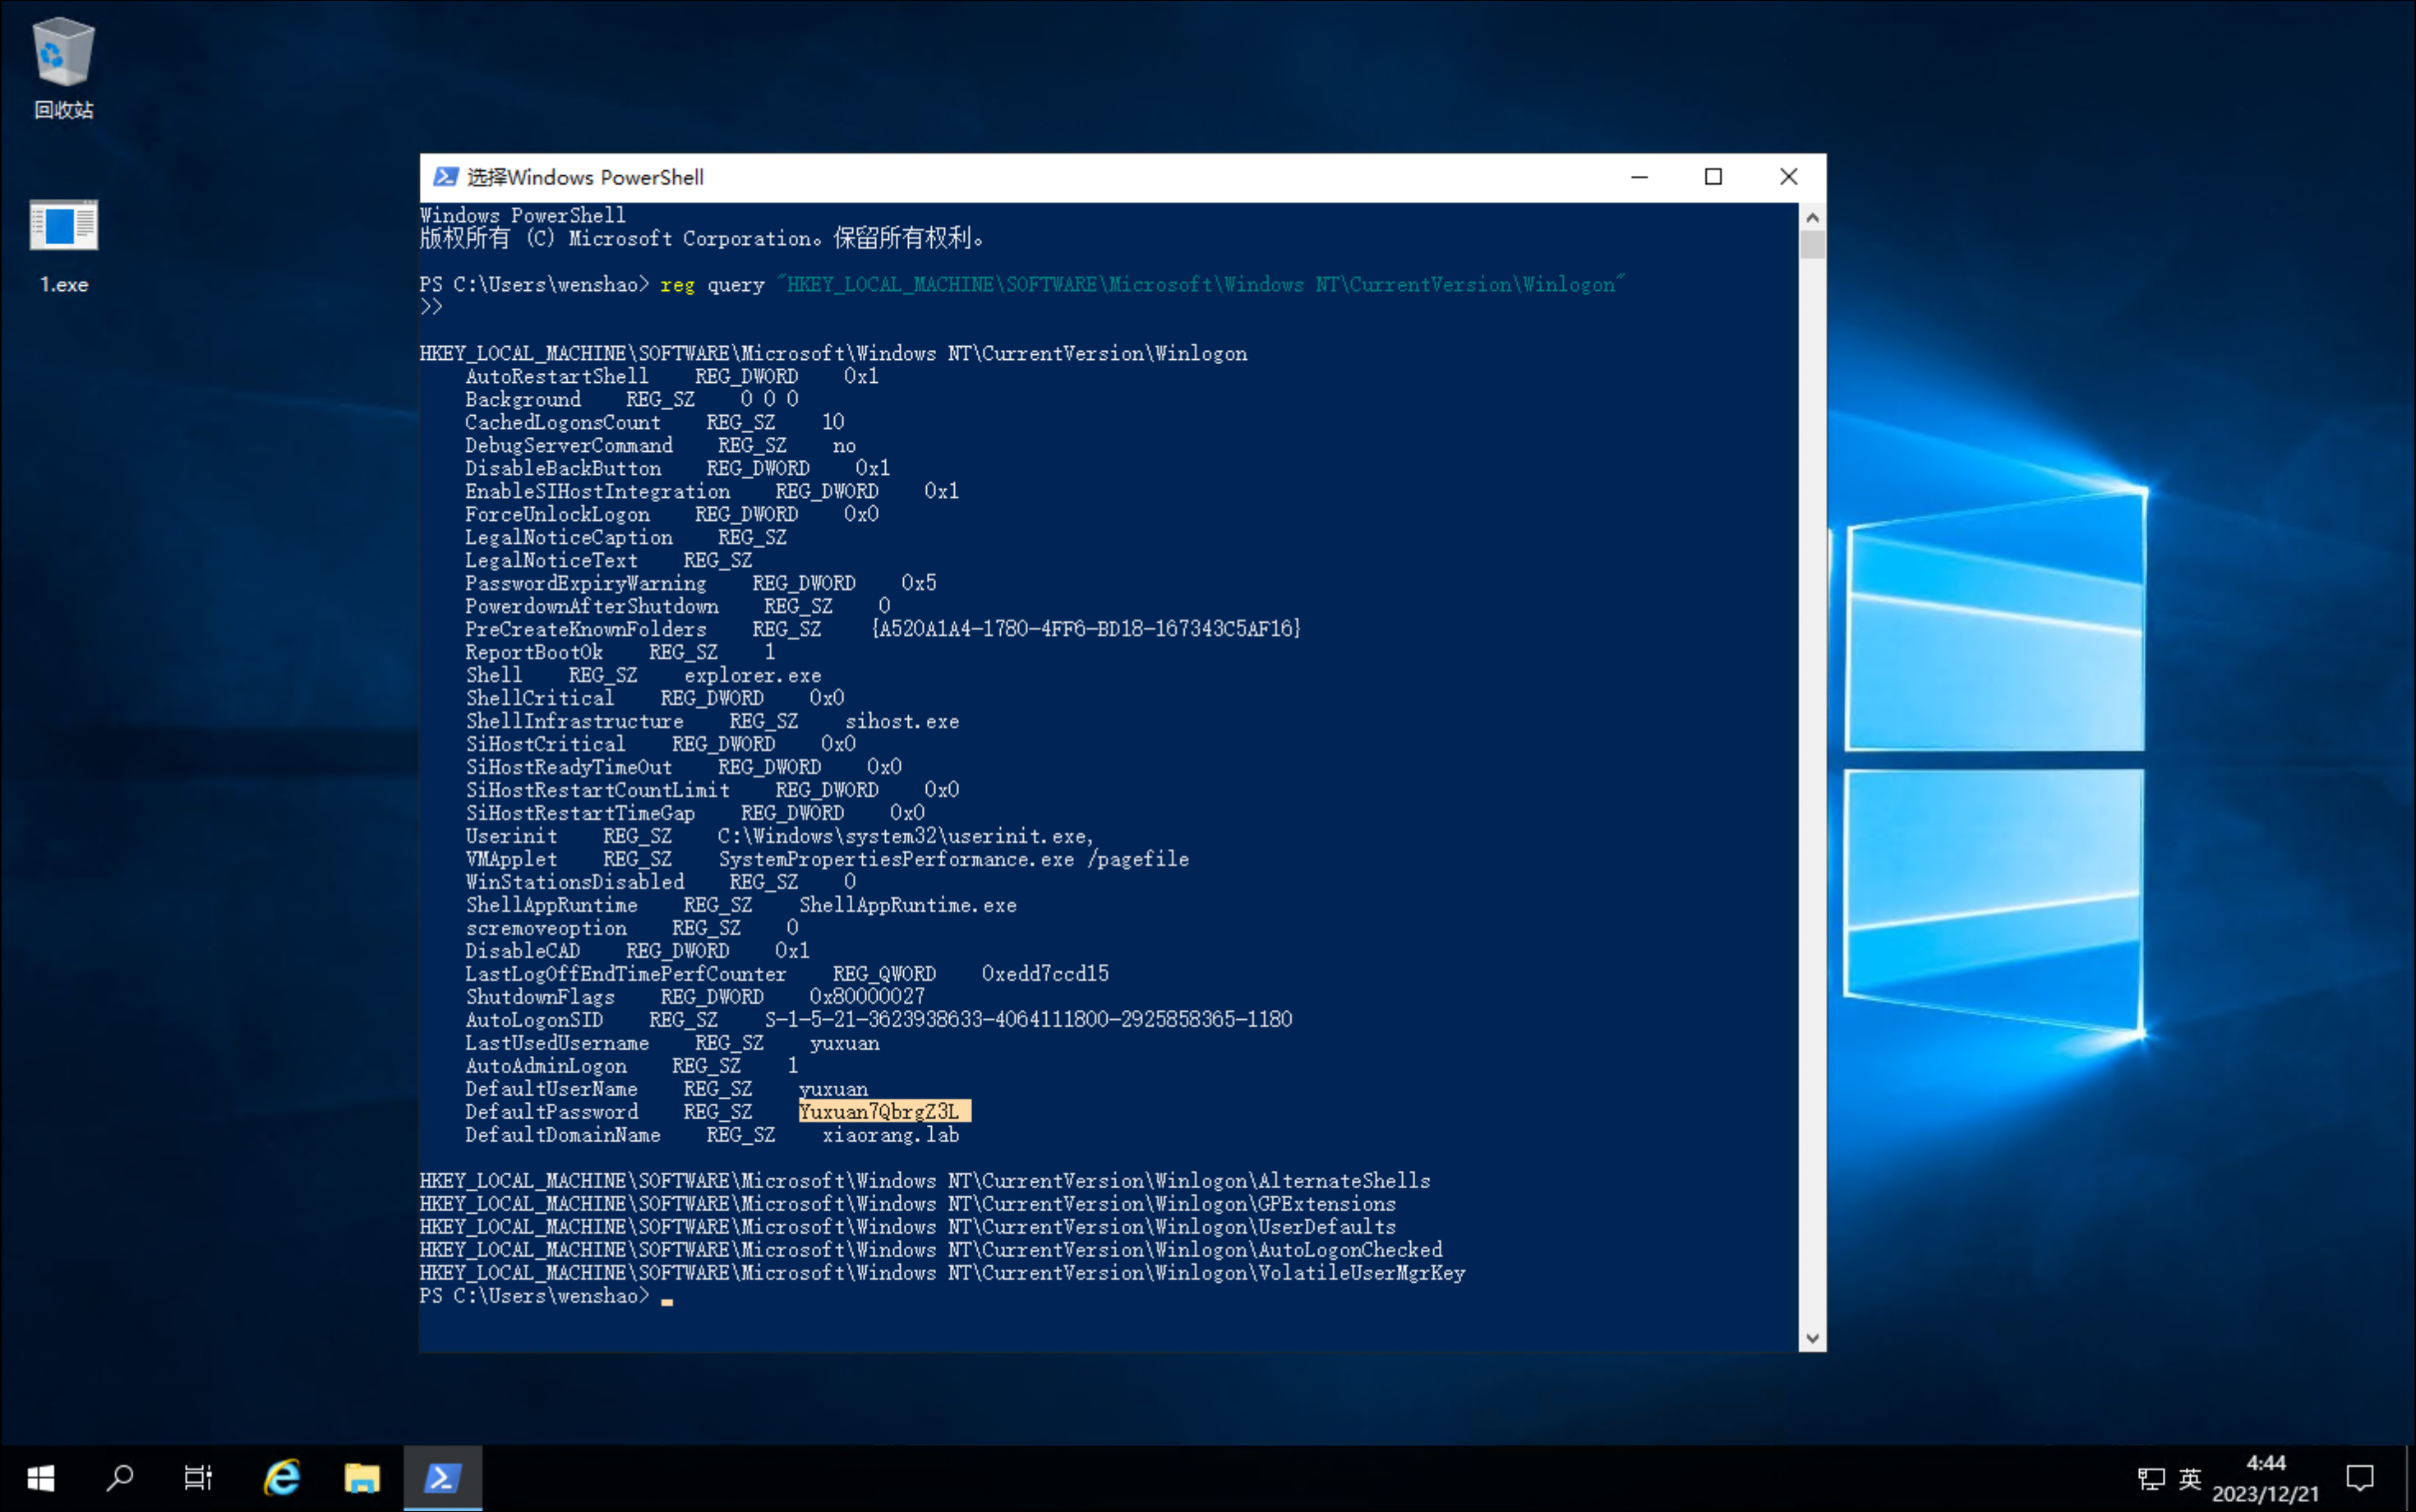 回收站
1.exe
选择Windows PowerShell
Windows PowerShell
版权所有 (C) Microsoft Corporation。保留所有权利。
PS C:\Users\wenshao> reg query "HKEY_LOCAL_MACHINE\SOFTWARE\Microsoft\Windows NT\CurrentVersion\Winlogon"
>>
HKEY_LOCAL_MACHINE\SOFTWARE\Microsoft\Windows NT\CurrentVersion\Winlogon
AutoRestartShell    REG_DWORD    0x1
Background    REG_SZ    0 0 0
CachedLogonsCount    REG_SZ    10
DebugServerCommand    REG_SZ    no
DisableBackButton    REG_DWORD    0x1
EnableSIHostIntegration    REG_DWORD    0x1
ForceUnlockLogon    REG_DWORD    0x0
LegalNoticeCaption    REG_SZ
LegalNoticeText    REG_SZ
PasswordExpiryWarning    REG_DWORD    0x5
PowerdownAfterShutdown    REG_SZ    0
PreCreateKnownFolders    REG_SZ    {A520A1A4-1780-4FF6-BD18-167343C5AF16}
ReportBootOk    REG_SZ    1
Shell    REG_SZ    explorer.exe
ShellCritical    REG_DWORD    0x0
ShellInfrastructure    REG_SZ    sihost.exe
SiHostCritical    REG_DWORD    0x0
SiHostReadyTimeOut    REG_DWORD    0x0
SiHostRestartCountLimit    REG_DWORD    0x0
SiHostRestartTimeGap    REG_DWORD    0x0
Userinit    REG_SZ    C:\Windows\system32\userinit.exe,
VMApplet    REG_SZ    SystemPropertiesPerformance.exe /pagefile
WinStationsDisabled    REG_SZ    0
ShellAppRuntime    REG_SZ    ShellAppRuntime.exe
scremoveoption    REG_SZ    0
DisableCAD    REG_DWORD    0x1
LastLogOffEndTimePerfCounter    REG_QWORD    0xedd7ccd15
ShutdownFlags    REG_DWORD    0x80000027
AutoLogonSID    REG_SZ    S-1-5-21-3623938633-4064111800-2925858365-1180
LastUsedUsername    REG_SZ    yuxuan
AutoAdminLogon    REG_SZ    1
DefaultUserName    REG_SZ    yuxuan
DefaultPassword    REG_SZ    Yuxuan7QbrgZ3L
DefaultDomainName    REG_SZ    xiaorang.lab
HKEY_LOCAL_MACHINE\SOFTWARE\Microsoft\Windows NT\CurrentVersion\Winlogon\AlternateShells
HKEY_LOCAL_MACHINE\SOFTWARE\Microsoft\Windows NT\CurrentVersion\Winlogon\GPExtensions
HKEY_LOCAL_MACHINE\SOFTWARE\Microsoft\Windows NT\CurrentVersion\Winlogon\UserDefaults
HKEY_LOCAL_MACHINE\SOFTWARE\Microsoft\Windows NT\CurrentVersion\Winlogon\AutoLogonChecked
HKEY_LOCAL_MACHINE\SOFTWARE\Microsoft\Windows NT\CurrentVersion\Winlogon\VolatileUserMgrKey
PS C:\Users\wenshao>
英
4:44
2023/12/21